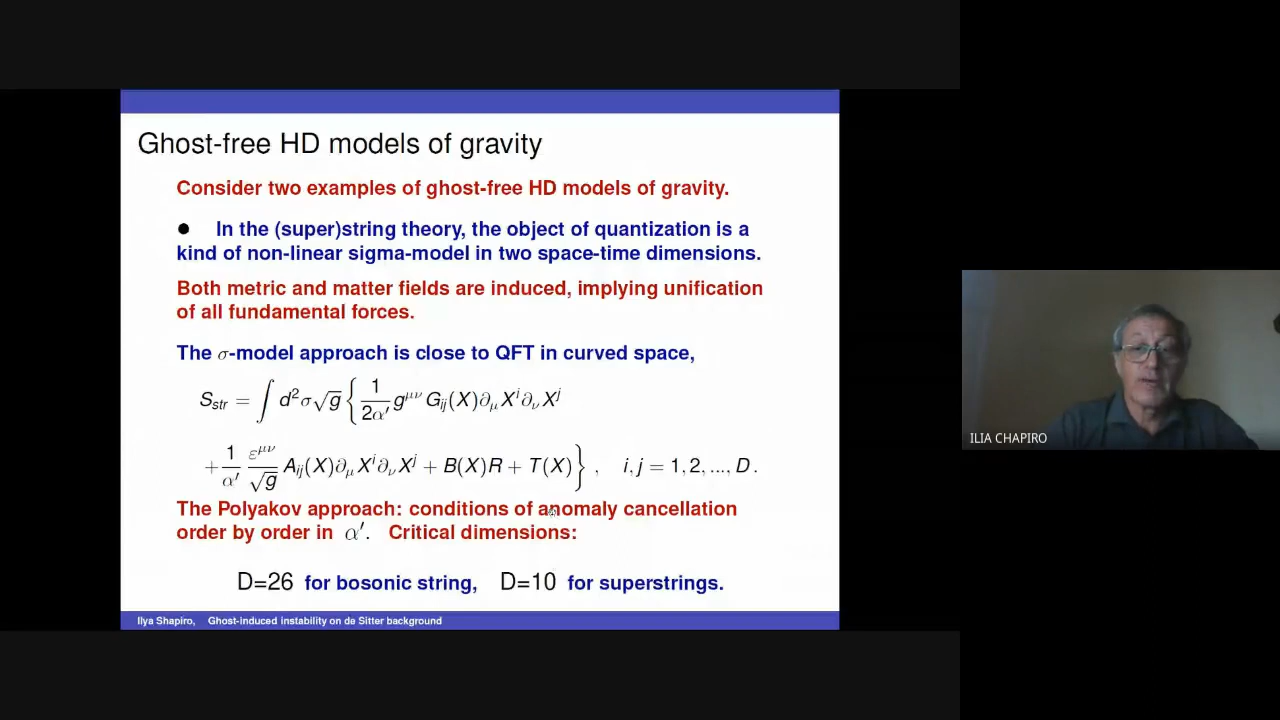 Ghost-free HD models of gravity
Consider two examples of ghost-free HD models of gravity.
● In the (super)string theory, the object of quantization is a
kind of non-linear sigma-model in two space-time dimensions.
Both metric and matter fields are induced, implying unification
of all fundamental forces.
The σ-model approach is close to QFT in curved space,
S_str = ∫ d²σ√g { 1/2α′ g^{μν} G_{ij}(X)∂_μ X^i ∂_ν X^j
+ 1/α′ ε^{μν}/√g A_{ij}(X)∂_μ X^i ∂_ν X^j + B(X)R + T(X) } , i, j = 1, 2, ..., D .
The Polyakov approach: conditions of anomaly cancellation
order by order in α′. Critical dimensions:
D=26 for bosonic string, D=10 for superstrings.
Ilya Shapiro, Ghost-induced instability on de Sitter background
ILIA CHAPIRO